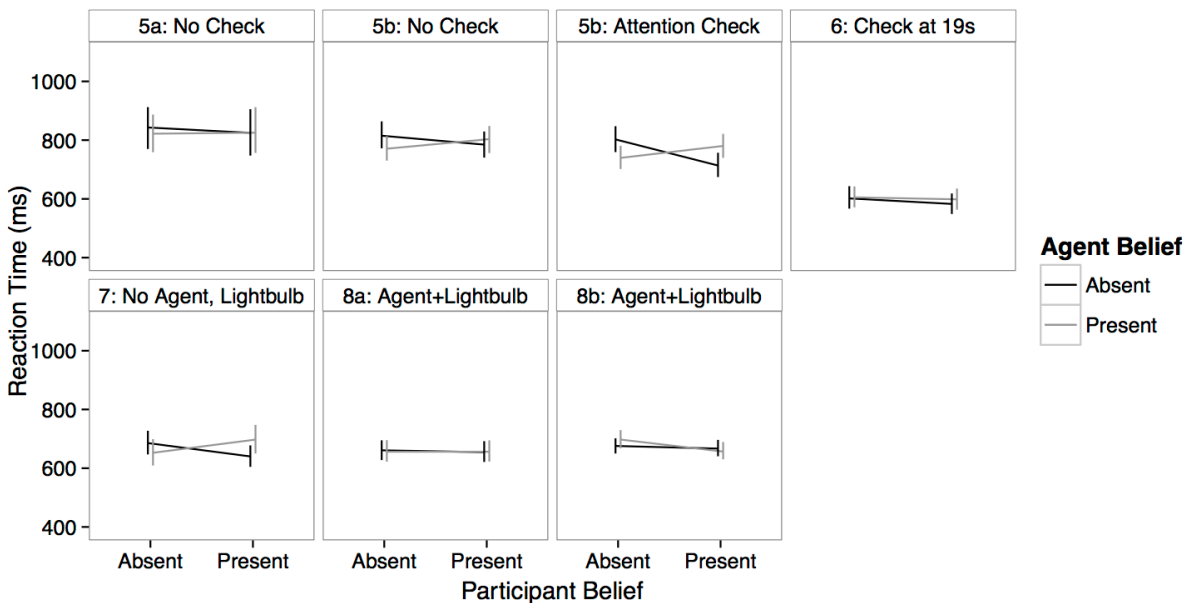 5a: No Check
5b: No Check
5b: Attention Check
6: Check at 19s
1000
800
600
400
7: No Agent, Lightbulb
8a: Agent+Lightbulb
8b: Agent+Lightbulb
1000
800
600
400
Reaction Time (ms)
Absent Present
Absent Present
Absent Present
Participant Belief
Agent Belief
Absent
Present